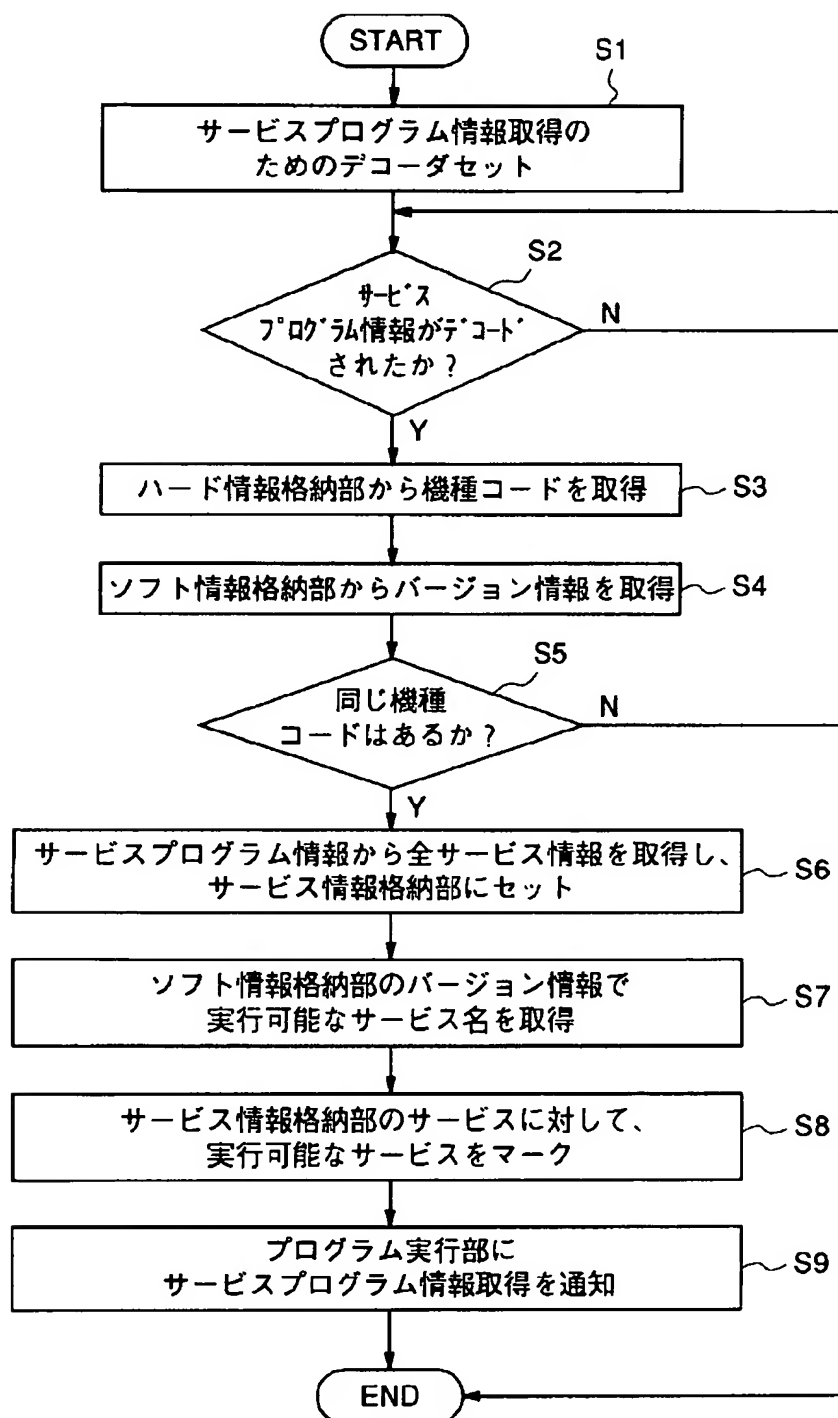 START
S1
サービスプログラム情報取得の
ためのデコーダセット
S2
ｻｰﾋﾞｽ
ﾌﾟﾛｸﾞﾗﾑ情報がﾃﾞｺｰﾄﾞ
されたか？
N
Y
ハード情報格納部から機種コードを取得
S3
ソフト情報格納部からバージョン情報を取得
S4
S5
同じ機種
コードはあるか？
N
Y
サービスプログラム情報から全サービス情報を取得し、
サービス情報格納部にセット
S6
ソフト情報格納部のバージョン情報で
実行可能なサービス名を取得
S7
サービス情報格納部のサービスに対して、
実行可能なサービスをマーク
S8
プログラム実行部に
サービスプログラム情報取得を通知
S9
END